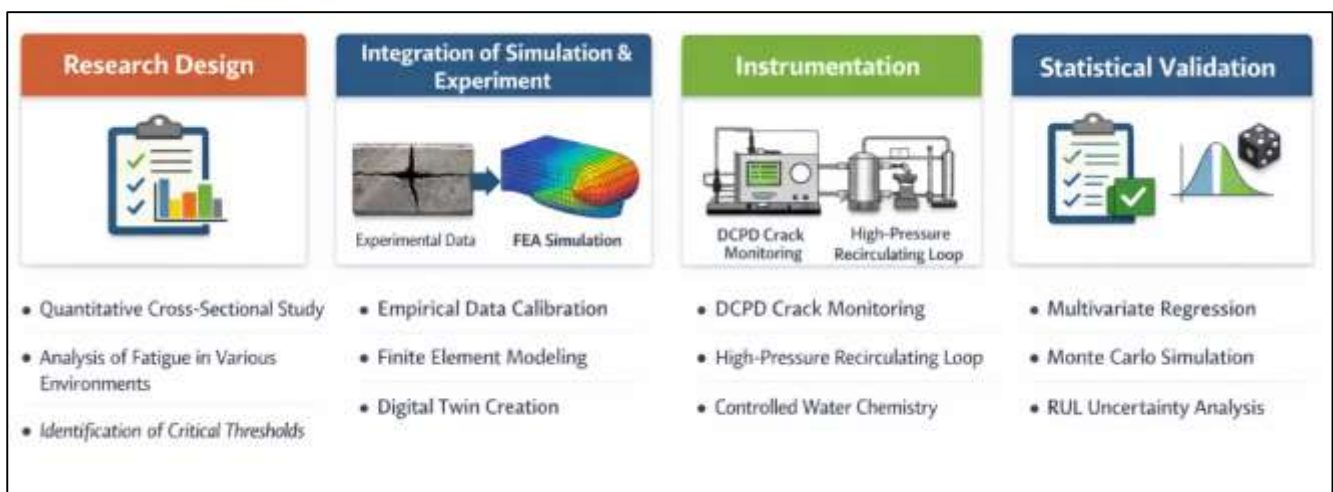 Research Design
Integration of Simulation &
Experiment
Instrumentation
Statistical Validation
Experimental Data
FEA Simulation
DCPD Crack
Monitoring
High-Pressure
Recirculating Loop
• Quantitative Cross-Sectional Study
• Analysis of Fatigue in Various
Environments
• Identification of Critical Thresholds
• Empirical Data Calibration
• Finite Element Modeling
• Digital Twin Creation
• DCPD Crack Monitoring
• High-Pressure Recirculating Loop
• Controlled Water Chemistry
• Multivariate Regression
• Monte Carlo Simulation
• RUL Uncertainty Analysis